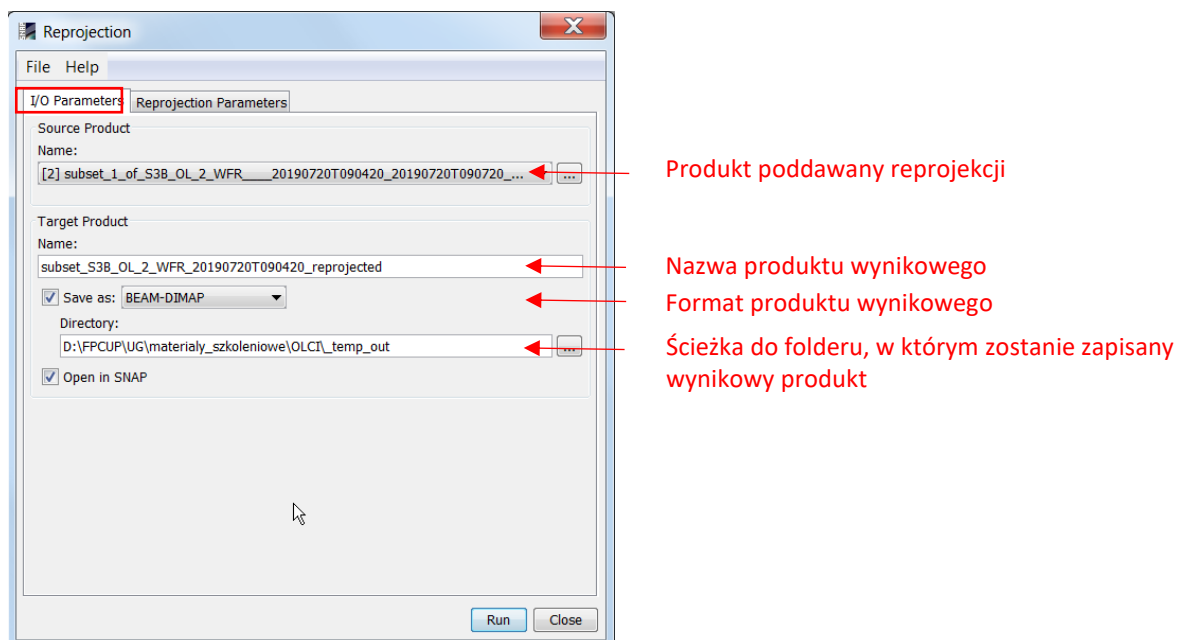 Reprojection
File Help
I/O Parameters Reprojection Parameters
Source Product
Name:
[2] subset_1_of_S3B_OL_2_WFR____20190720T090420_20190720T090720_... ...
Produkt poddawany reprojekcji
Target Product
Name:
subset_S3B_OL_2_WFR_20190720T090420_reprojected
Nazwa produktu wynikowego
Save as: BEAM-DIMAP
Format produktu wynikowego
Directory:
D:\FPCUP\UG\materialy_szkoleniowe\OLCI\_temp_out ...
Ścieżka do folderu, w którym zostanie zapisany
wynikowy produkt
Open in SNAP
Run Close